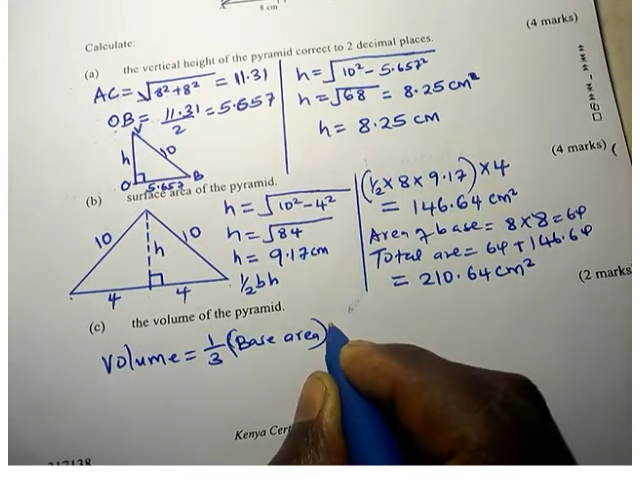 8 cm
Calculate:
(4 marks)
(a) the vertical height of the pyramid correct to 2 decimal places.
AC = √8² + 8² = 11.31
OB = 11.31/2 = 5.657
h 10
O 5.657 B
h = √10² - 5.657²
h = √68 = 8.25 cm²
h = 8.25 cm
(4 marks) (
(b) surface area of the pyramid.
10 10 h
4 4
h = √10² - 4²
h = √84
h = 9.17cm
½bh
(½ × 8 × 9.17) × 4
= 146.64 cm²
Area of base = 8 × 8 = 64
Total are = 64 + 146.64
= 210.64 cm²
(2 marks
(c) the volume of the pyramid.
Volume = 1/3 (Base area)
Kenya Cert